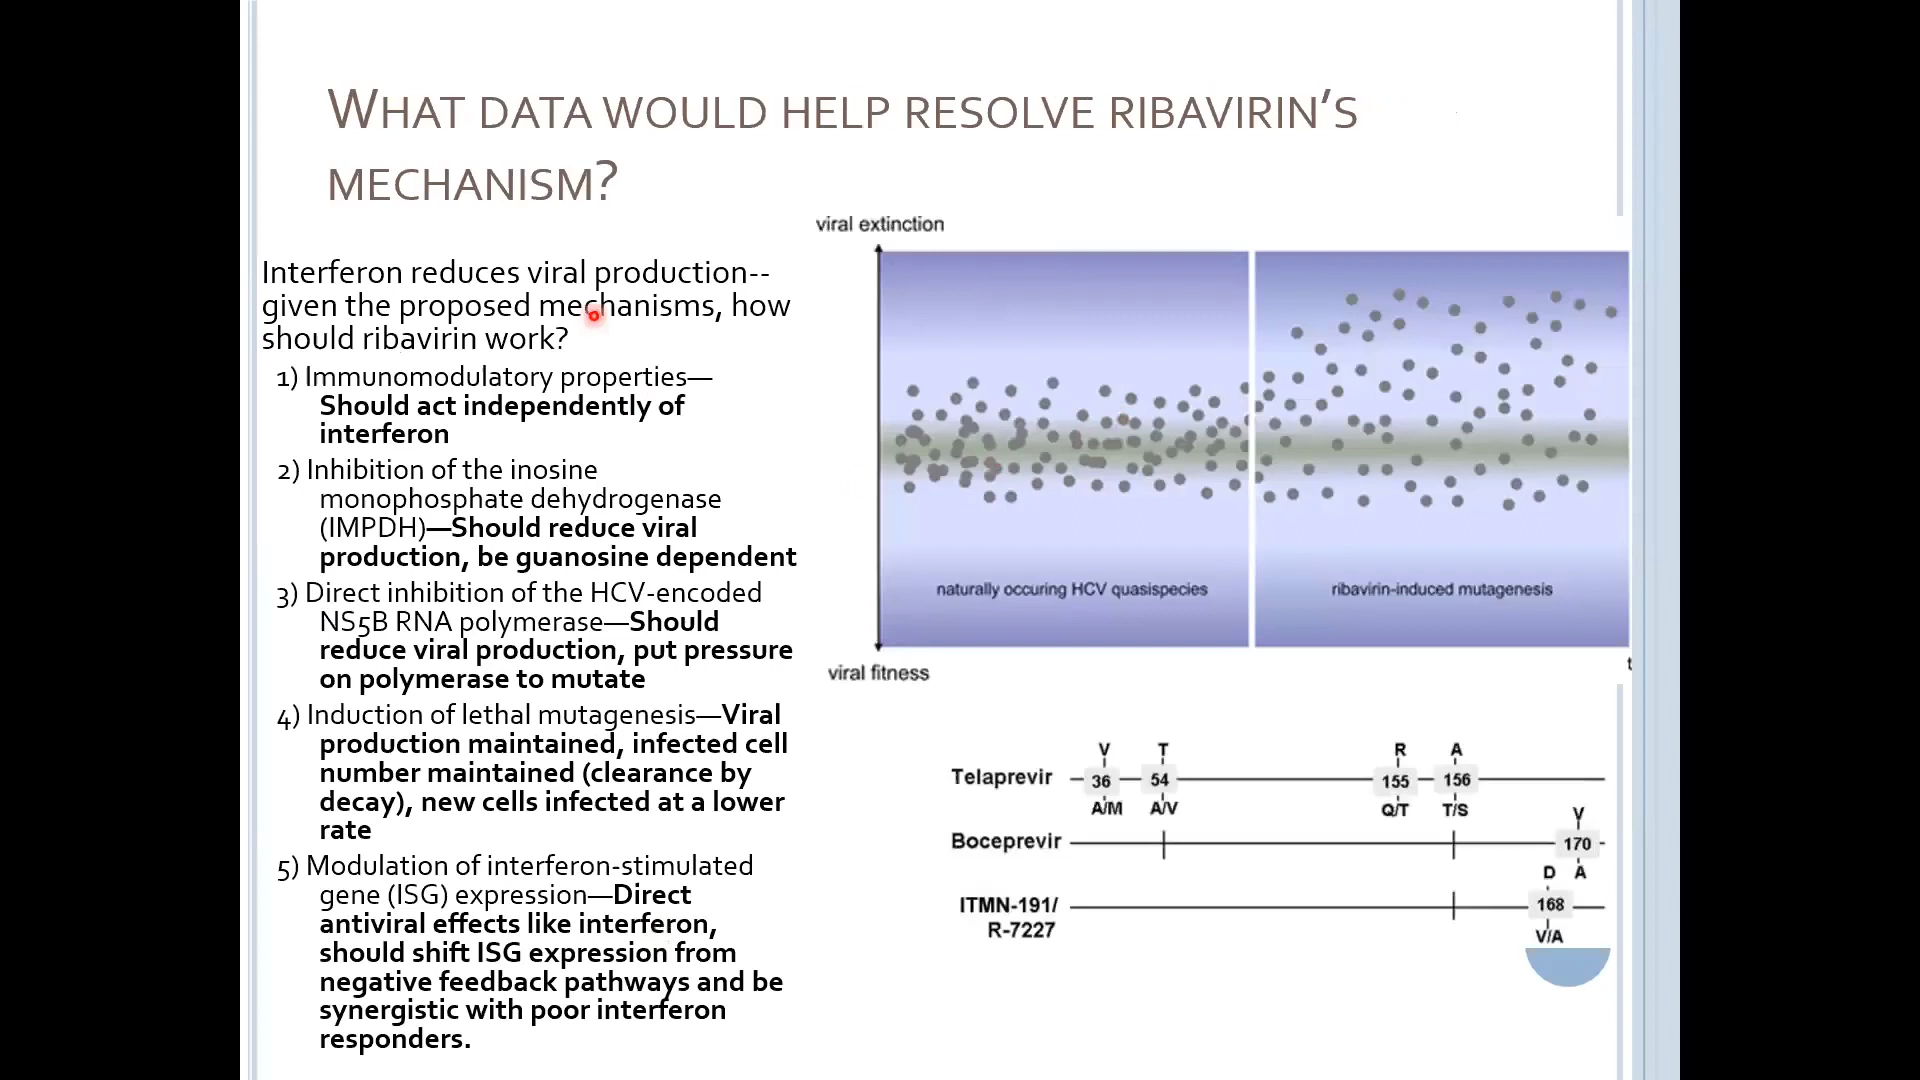 WHAT DATA WOULD HELP RESOLVE RIBAVIRIN'S
MECHANISM?
Interferon reduces viral production--
given the proposed mechanisms, how
should ribavirin work?
1) Immunomodulatory properties—
Should act independently of
interferon
2) Inhibition of the inosine
monophosphate dehydrogenase
(IMPDH)—Should reduce viral
production, be guanosine dependent
3) Direct inhibition of the HCV-encoded
NS5B RNA polymerase—Should
reduce viral production, put pressure
on polymerase to mutate
4) Induction of lethal mutagenesis—Viral
production maintained, infected cell
number maintained (clearance by
decay), new cells infected at a lower
rate
5) Modulation of interferon-stimulated
gene (ISG) expression—Direct
antiviral effects like interferon,
should shift ISG expression from
negative feedback pathways and be
synergistic with poor interferon
responders.
viral extinction
naturally occuring HCV quasispecies
ribavirin-induced mutagenesis
viral fitness
t
V T R A
Telaprevir 36 54 155 156
A/M A/V Q/T T/S
V
Boceprevir 170
D A
ITMN-191/ 168
R-7227
V/A